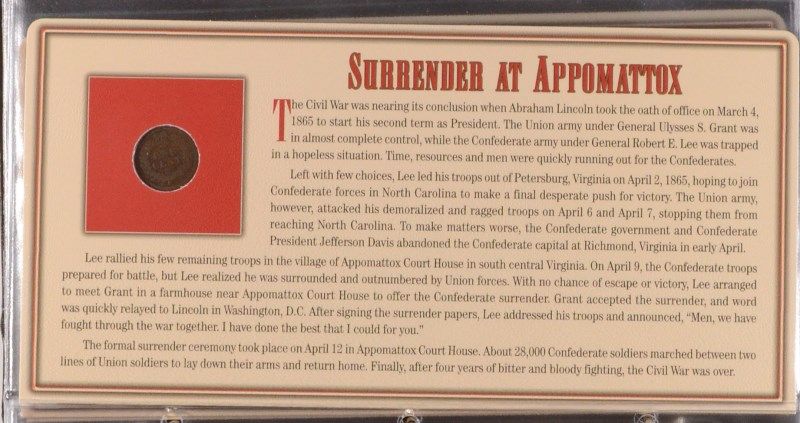 SURRENDER AT APPOMATTOX
The Civil War was nearing its conclusion when Abraham Lincoln took the oath of office on March 4,
1865 to start his second term as President. The Union army under General Ulysses S. Grant was
in almost complete control, while the Confederate army under General Robert E. Lee was trapped
in a hopeless situation. Time, resources and men were quickly running out for the Confederates.
Left with few choices, Lee led his troops out of Petersburg, Virginia on April 2, 1865, hoping to join
Confederate forces in North Carolina to make a final desperate push for victory. The Union army,
however, attacked his demoralized and ragged troops on April 6 and April 7, stopping them from
reaching North Carolina. To make matters worse, the Confederate government and Confederate
President Jefferson Davis abandoned the Confederate capital at Richmond, Virginia in early April.
Lee rallied his few remaining troops in the village of Appomattox Court House in south central Virginia. On April 9, the Confederate troops
prepared for battle, but Lee realized he was surrounded and outnumbered by Union forces. With no chance of escape or victory, Lee arranged
to meet Grant in a farmhouse near Appomattox Court House to offer the Confederate surrender. Grant accepted the surrender, and word
was quickly relayed to Lincoln in Washington, D.C. After signing the surrender papers, Lee addressed his troops and announced, “Men, we have
fought through the war together. I have done the best that I could for you.”
The formal surrender ceremony took place on April 12 in Appomattox Court House. About 28,000 Confederate soldiers marched between two
lines of Union soldiers to lay down their arms and return home. Finally, after four years of bitter and bloody fighting, the Civil War was over.